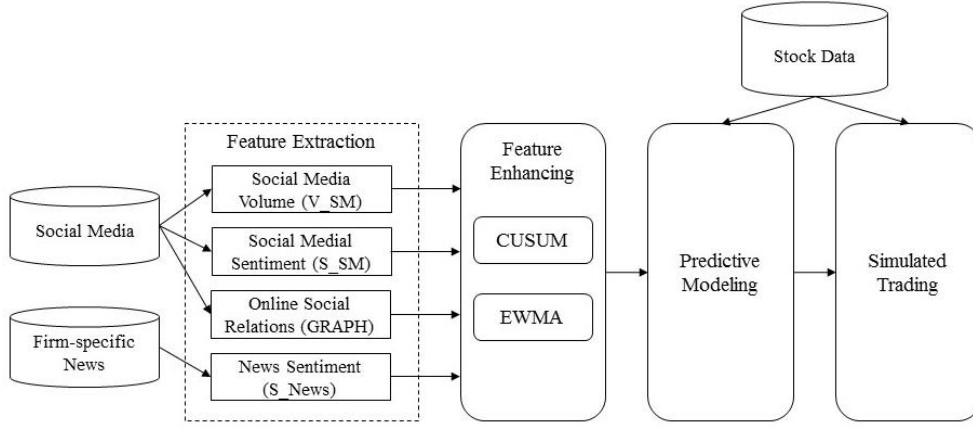 Stock Data
Feature Extraction
Social Media
Volume (V_SM)
Social Medial
Sentiment (S_SM)
Online Social
Relations (GRAPH)
News Sentiment
(S_News)
Social Media
Firm-specific
News
Feature
Enhancing
CUSUM
EWMA
Predictive
Modeling
Simulated
Trading